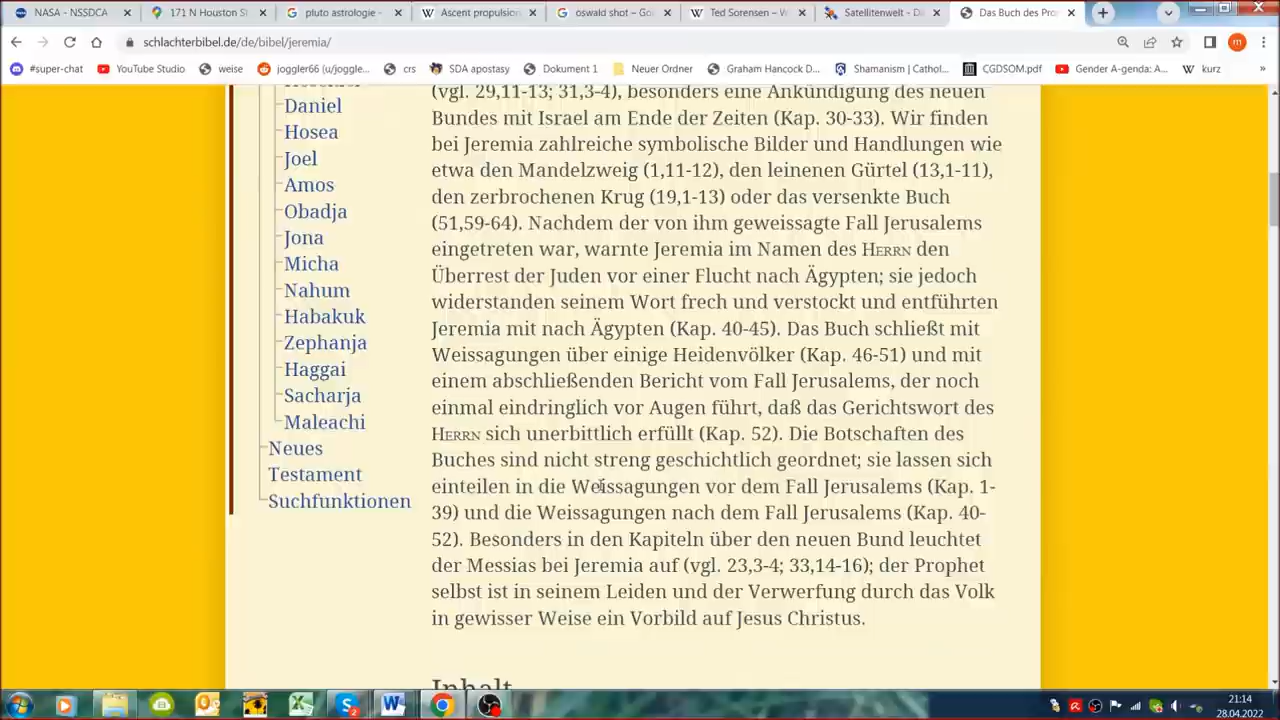 NASA - NSSDCA
171 N Houston St
pluto astrologie -
Ascent propulsion
oswald shot – Go
Ted Sorensen – W
Satellitenwelt - Di
Das Buch des Pro
schlachterbibel.de/de/bibel/jeremia/
m
#super-chat
YouTube Studio
weise
joggler66 (u/joggle...
crs
SDA apostasy
Dokument 1
Neuer Ordner
Graham Hancock D...
Shamanism | Cathol...
CGDSOM.pdf
Gender A-genda: A...
kurz
Daniel
Hosea
Joel
Amos
Obadja
Jona
Micha
Nahum
Habakuk
Zephanja
Haggai
Sacharja
Maleachi
Neues
Testament
Suchfunktionen
(vgl. 29,11-13; 31,3-4), besonders eine Ankündigung des neuen
Bundes mit Israel am Ende der Zeiten (Kap. 30-33). Wir finden
bei Jeremia zahlreiche symbolische Bilder und Handlungen wie
etwa den Mandelzweig (1,11-12), den leinenen Gürtel (13,1-11),
den zerbrochenen Krug (19,1-13) oder das versenkte Buch
(51,59-64). Nachdem der von ihm geweissagte Fall Jerusalems
eingetreten war, warnte Jeremia im Namen des HERRN den
Überrest der Juden vor einer Flucht nach Ägypten; sie jedoch
widerstanden seinem Wort frech und verstockt und entführten
Jeremia mit nach Ägypten (Kap. 40-45). Das Buch schließt mit
Weissagungen über einige Heidenvölker (Kap. 46-51) und mit
einem abschließenden Bericht vom Fall Jerusalems, der noch
einmal eindringlich vor Augen führt, daß das Gerichtswort des
HERRN sich unerbittlich erfüllt (Kap. 52). Die Botschaften des
Buches sind nicht streng geschichtlich geordnet; sie lassen sich
einteilen in die Weissagungen vor dem Fall Jerusalems (Kap. 1-
39) und die Weissagungen nach dem Fall Jerusalems (Kap. 40-
52). Besonders in den Kapiteln über den neuen Bund leuchtet
der Messias bei Jeremia auf (vgl. 23,3-4; 33,14-16); der Prophet
selbst ist in seinem Leiden und der Verwerfung durch das Volk
in gewisser Weise ein Vorbild auf Jesus Christus.
Inhalt
21:14
28.04.2022